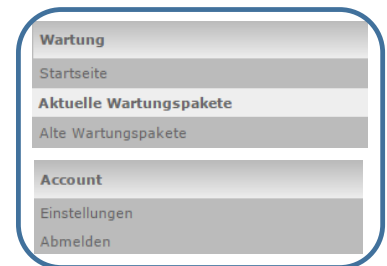 Wartung
Startseite
Aktuelle Wartungspakete
Alte Wartungspakete
Account
Einstellungen
Abmelden